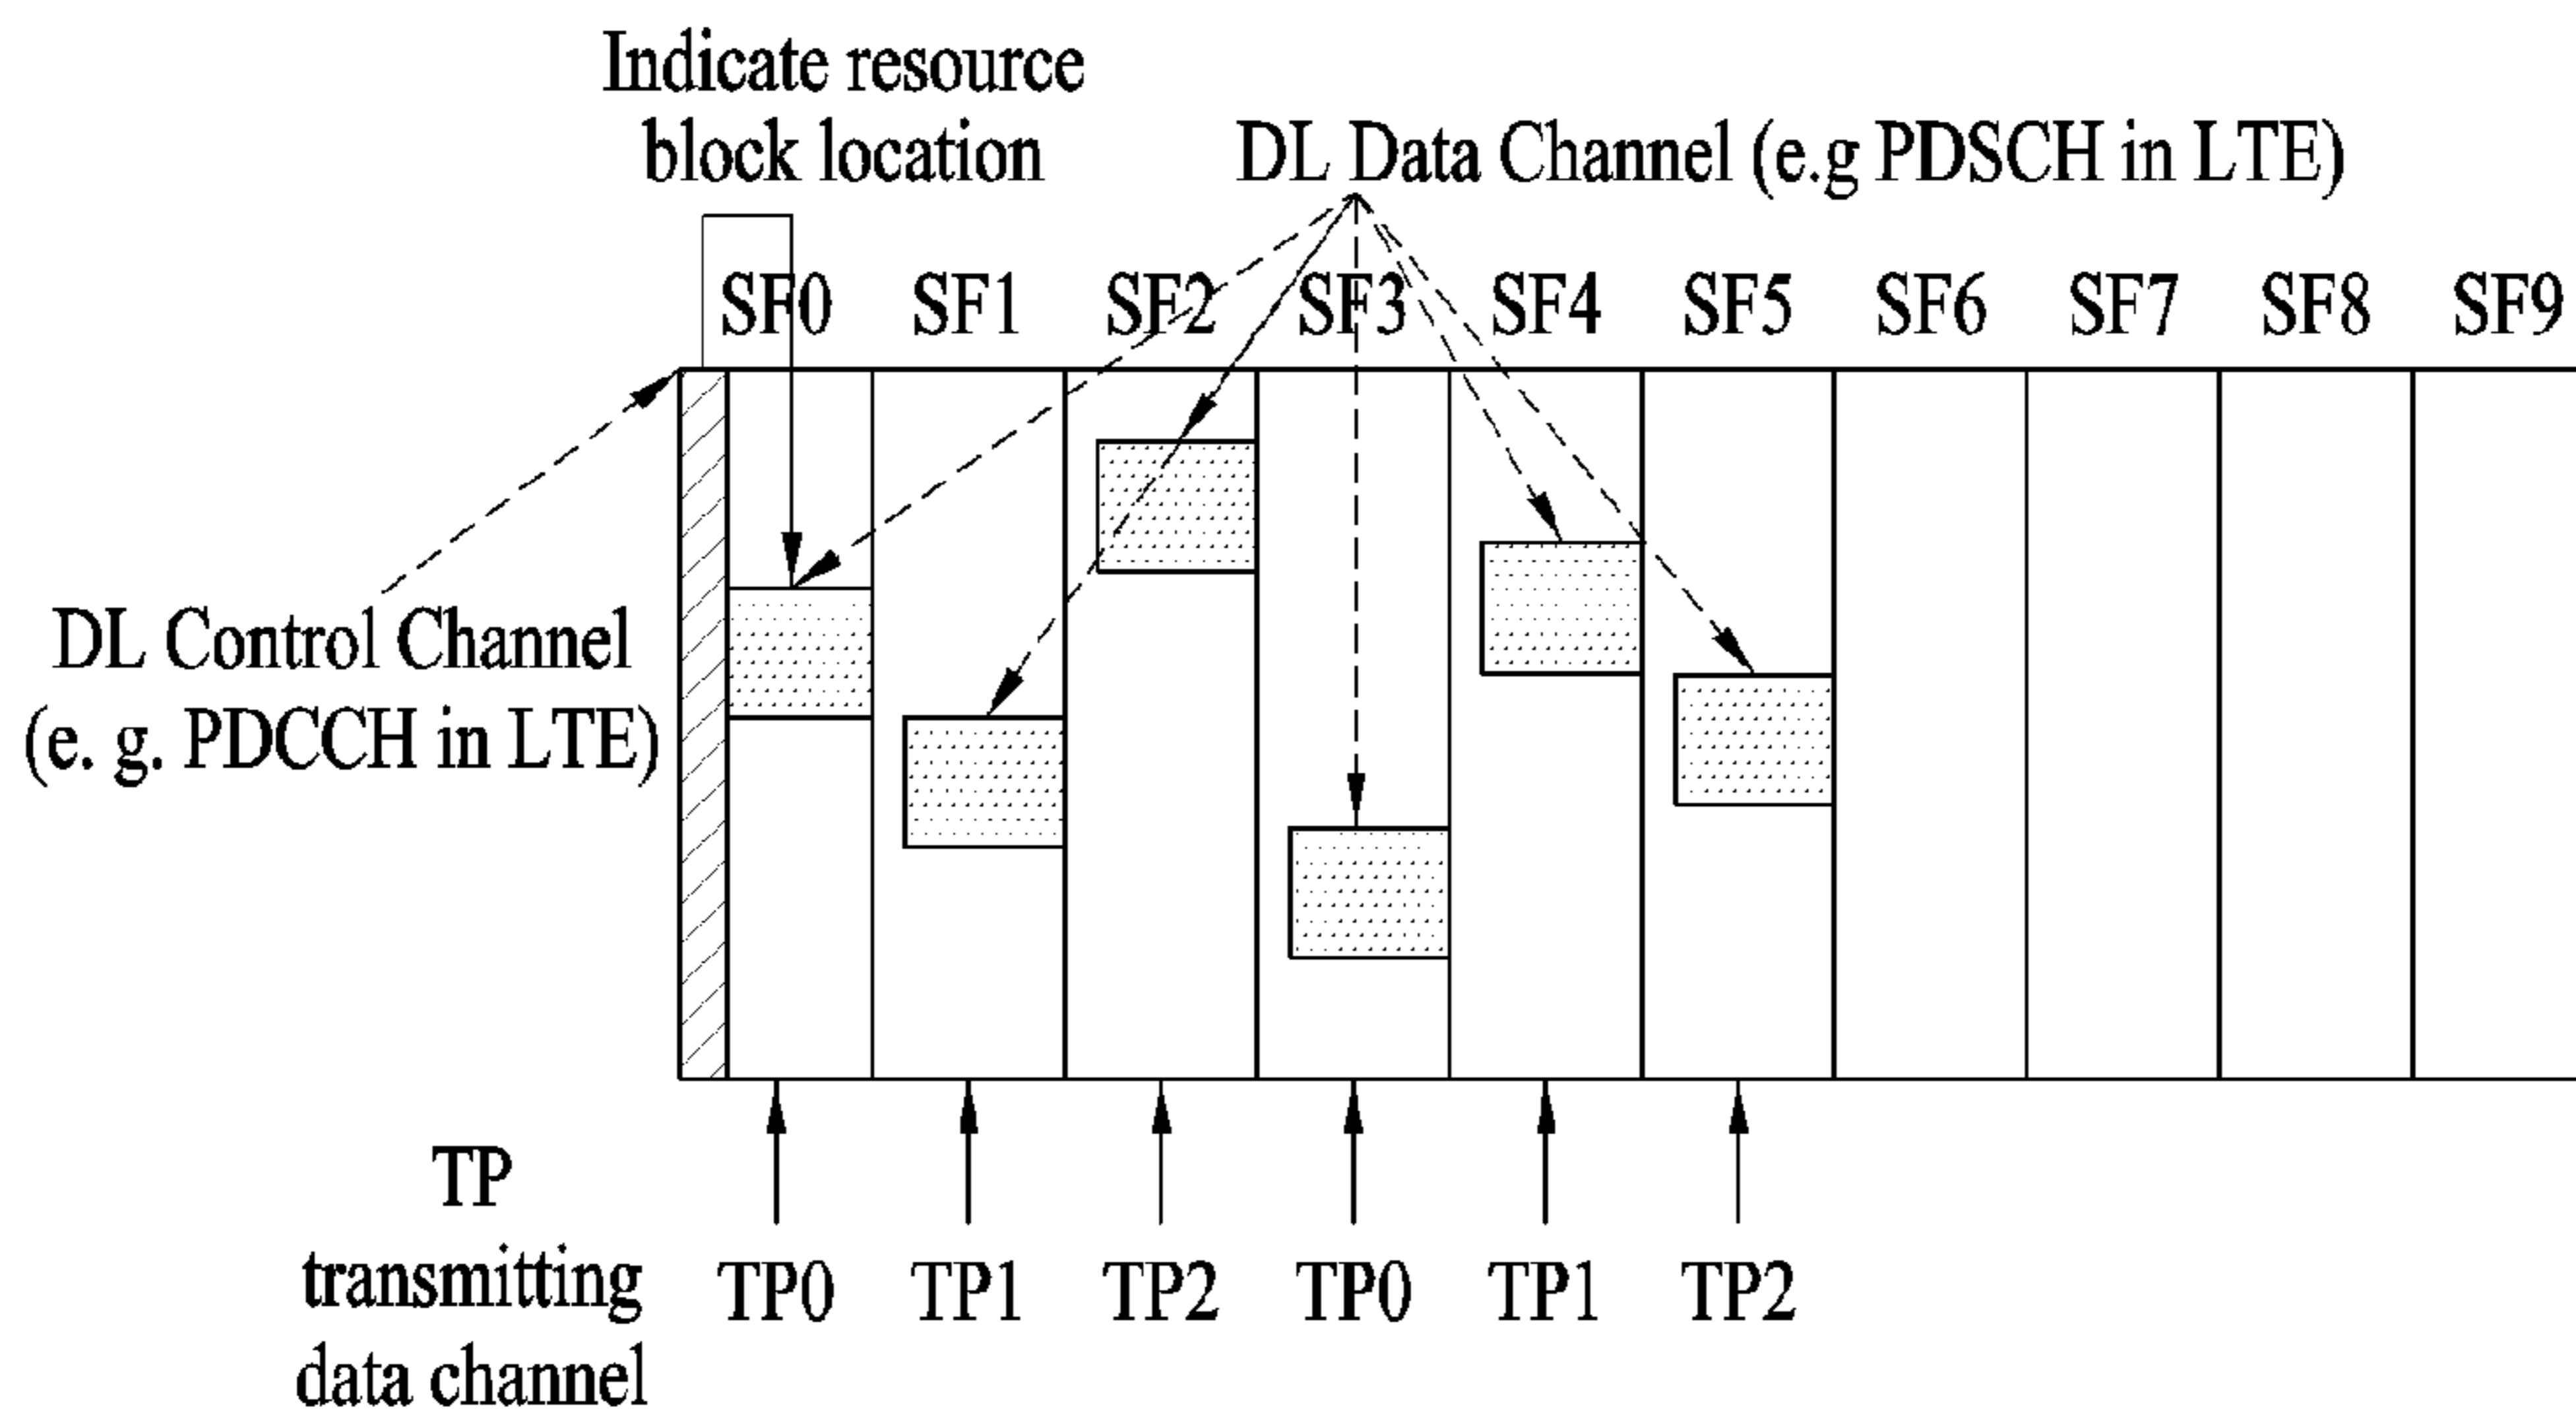 Indicate resource
block location
DL Data Channel (e.g PDSCH in LTE)
SF0 SF1 SF2 SF3 SF4 SF5 SF6 SF7 SF8 SF9
DL Control Channel
(e. g. PDCCH in LTE)
TP
transmitting
data channel
TP0 TP1 TP2 TP0 TP1 TP2